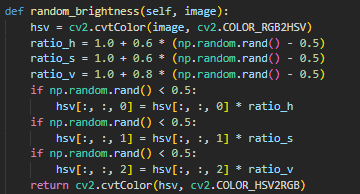 def random_brightness(self, image):
    hsv = cv2.cvtColor(image, cv2.COLOR_RGB2HSV)
    ratio_h = 1.0 + 0.6 * (np.random.rand() - 0.5)
    ratio_s = 1.0 + 0.6 * (np.random.rand() - 0.5)
    ratio_v = 1.0 + 0.8 * (np.random.rand() - 0.5)
    if np.random.rand() < 0.5:
        hsv[:, :, 0] = hsv[:, :, 0] * ratio_h
    if np.random.rand() < 0.5:
        hsv[:, :, 1] = hsv[:, :, 1] * ratio_s
    if np.random.rand() < 0.5:
        hsv[:, :, 2] = hsv[:, :, 2] * ratio_v
    return cv2.cvtColor(hsv, cv2.COLOR_HSV2RGB)